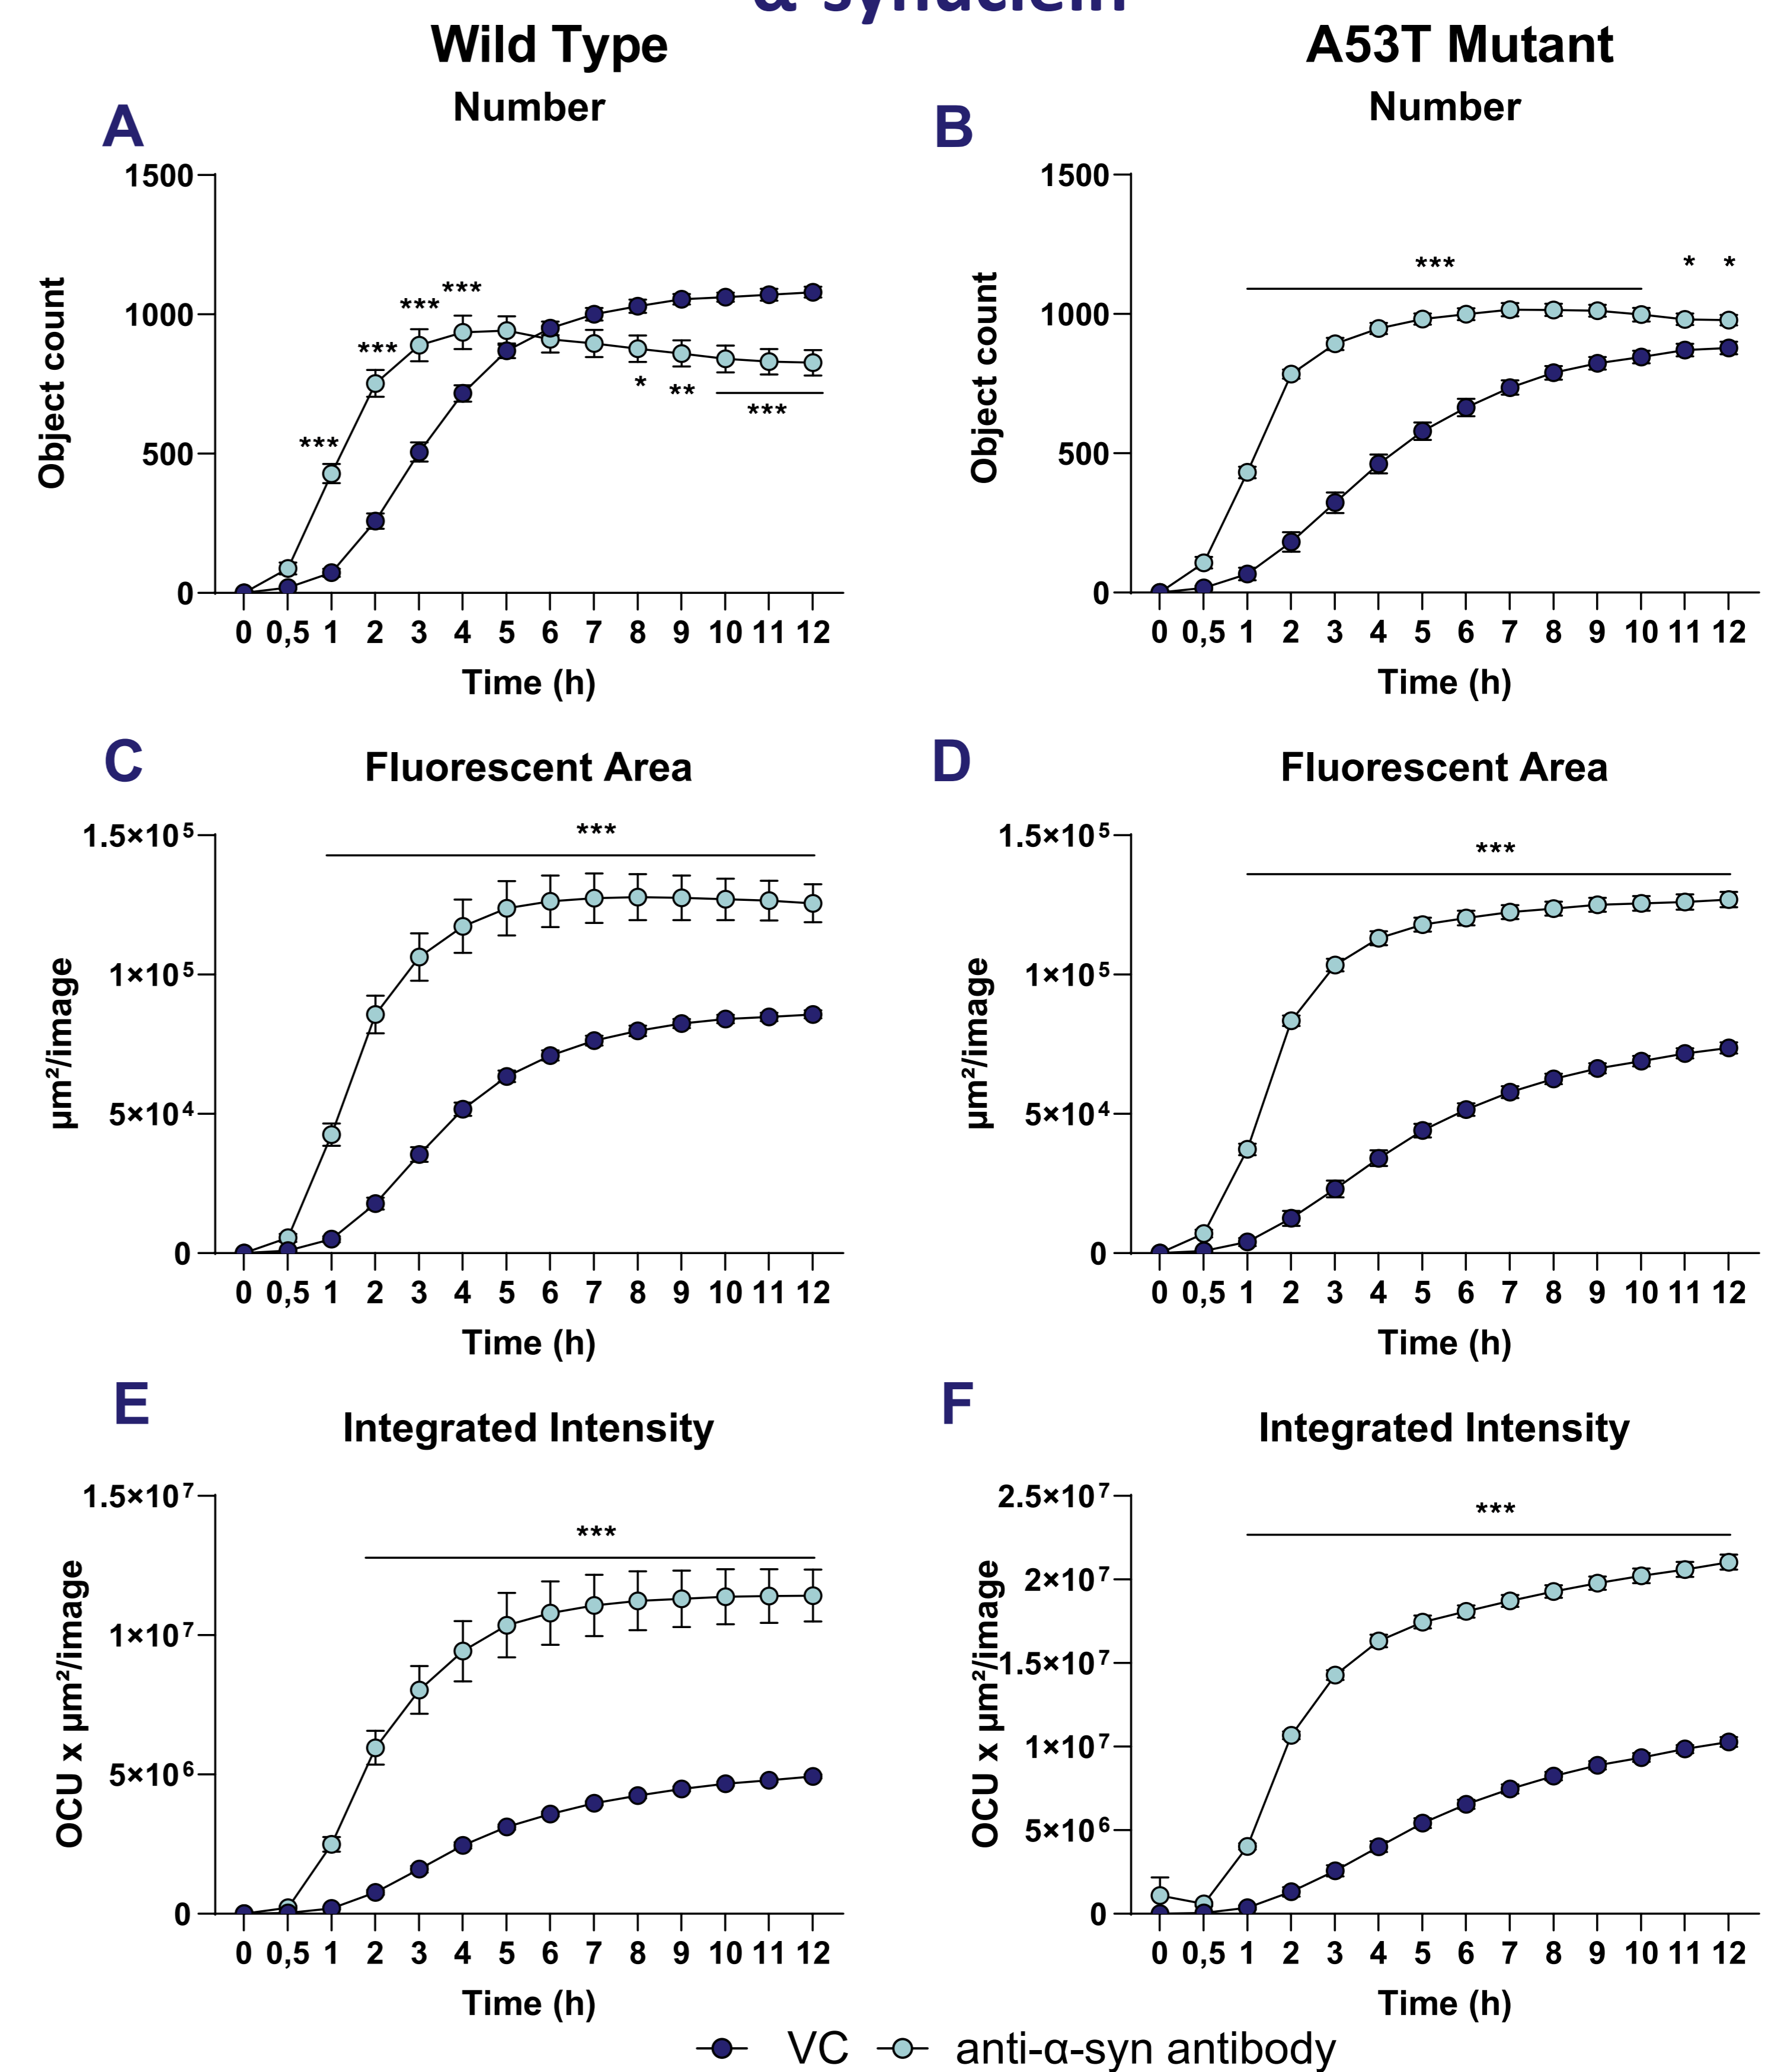 α-synuclein
Wild Type
A53T Mutant
Number
Number
A
B
1500
1000
500
0
Object count
***
***
***
***
*
**
***
0 0,5 1 2 3 4 5 6 7 8 9 10 11 12
Time (h)
1500
1000
500
0
Object count
***
*
*
0 0,5 1 2 3 4 5 6 7 8 9 10 11 12
Time (h)
C
Fluorescent Area
1.5×10⁵
1×10⁵
5×10⁴
0
µm²/image
***
0 0,5 1 2 3 4 5 6 7 8 9 10 11 12
Time (h)
D
Fluorescent Area
1.5×10⁵
1×10⁵
5×10⁴
0
µm²/image
***
0 0,5 1 2 3 4 5 6 7 8 9 10 11 12
Time (h)
E
Integrated Intensity
1.5×10⁷
1×10⁷
5×10⁶
0
OCU x µm²/image
***
0 0,5 1 2 3 4 5 6 7 8 9 10 11 12
Time (h)
F
Integrated Intensity
2.5×10⁷
2×10⁷
1.5×10⁷
1×10⁷
5×10⁶
0
OCU x µm²/image
***
0 0,5 1 2 3 4 5 6 7 8 9 10 11 12
Time (h)
VC
anti-α-syn antibody